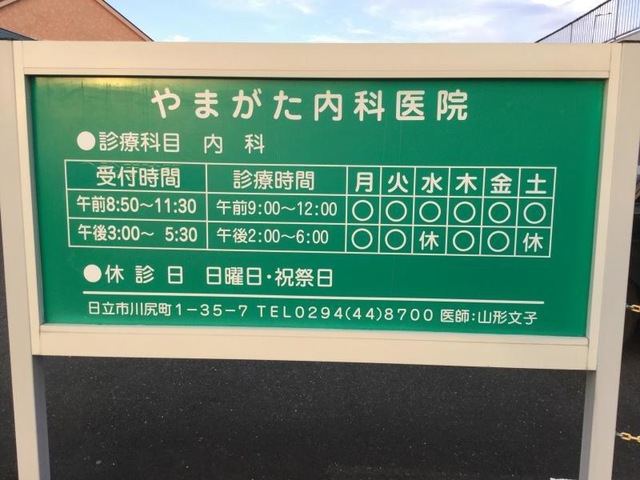 やまがた内科医院
●診療科目 内科
受付時間 診療時間 月 火 水 木 金 土
午前8:50～11:30 午前9:00～12:00 ○ ○ ○ ○ ○ ○
午後3:00～ 5:30 午後2:00～6:00 ○ ○ 休 ○ ○ 休
●休診日 日曜日・祝祭日
日立市川尻町1-35-7 TEL0294(44)8700 医師:山形文子